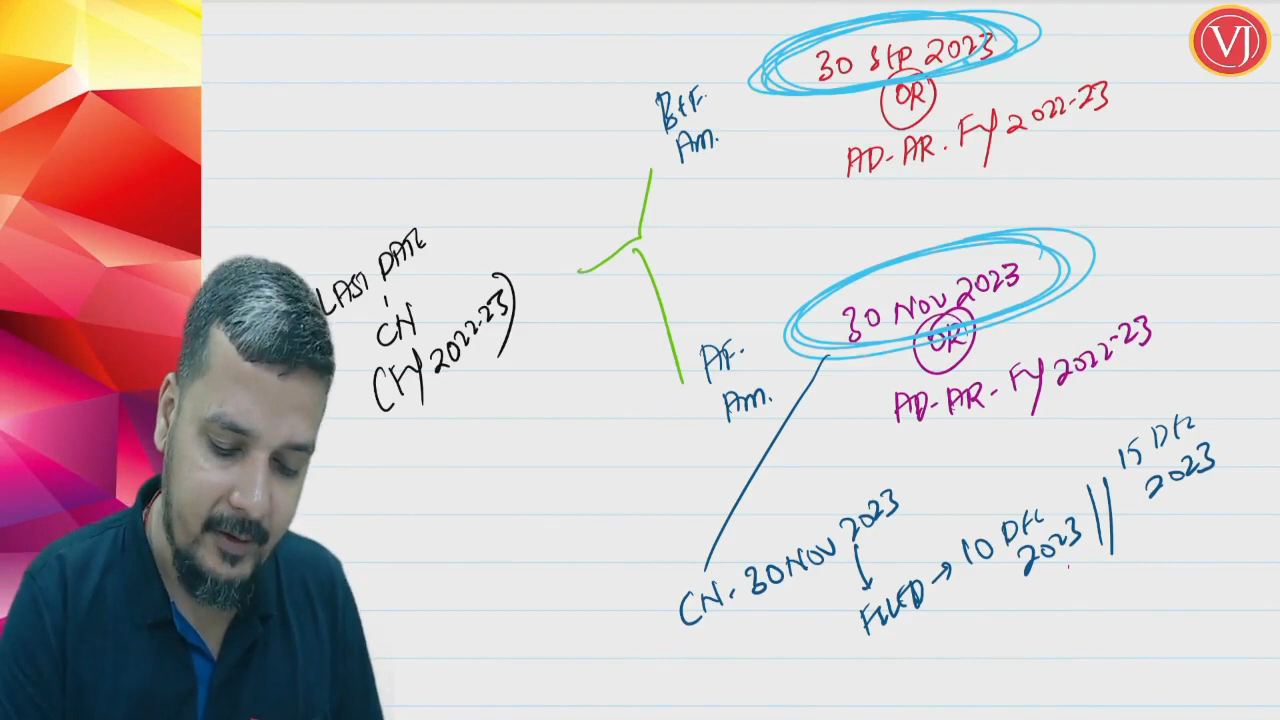 VJ
30 Sep 2023
OR
AD-AR. Fy 2022-23
Bef.
Am.
LAST DATE
CN
(Fy 2022-23)
30 Nov 2023
OR
AD-AR-Fy 2022-23
AF.
Am.
15 Dec
2023
CN. 30 Nov 2023
FILED → 10 Dec
2023